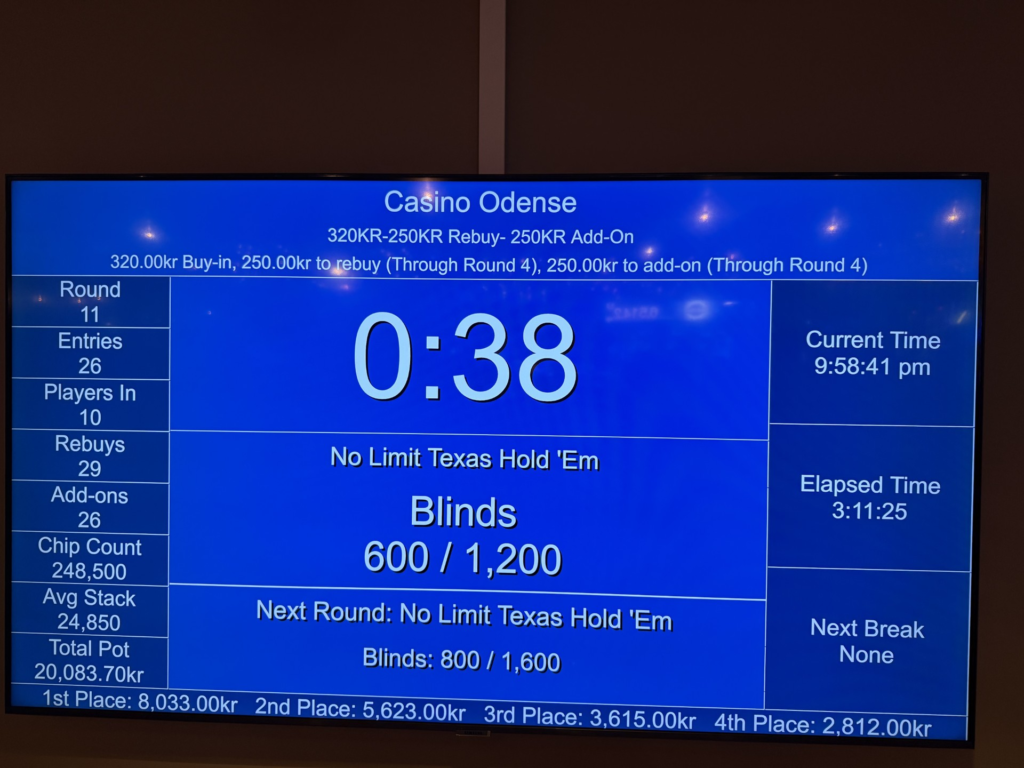 Casino Odense
320KR-250KR Rebuy- 250KR Add-On
320.00kr Buy-in, 250.00kr to rebuy (Through Round 4), 250.00kr to add-on (Through Round 4)
Round
11
Entries
26
Players In
10
Rebuys
29
Add-ons
26
Chip Count
248,500
Avg Stack
24,850
Total Pot
20,083.70kr
0:38
No Limit Texas Hold 'Em
Blinds
600 / 1,200
Next Round: No Limit Texas Hold 'Em
Blinds: 800 / 1,600
Current Time
9:58:41 pm
Elapsed Time
3:11:25
Next Break
None
1st Place: 8,033.00kr 2nd Place: 5,623.00kr 3rd Place: 3,615.00kr 4th Place: 2,812.00kr